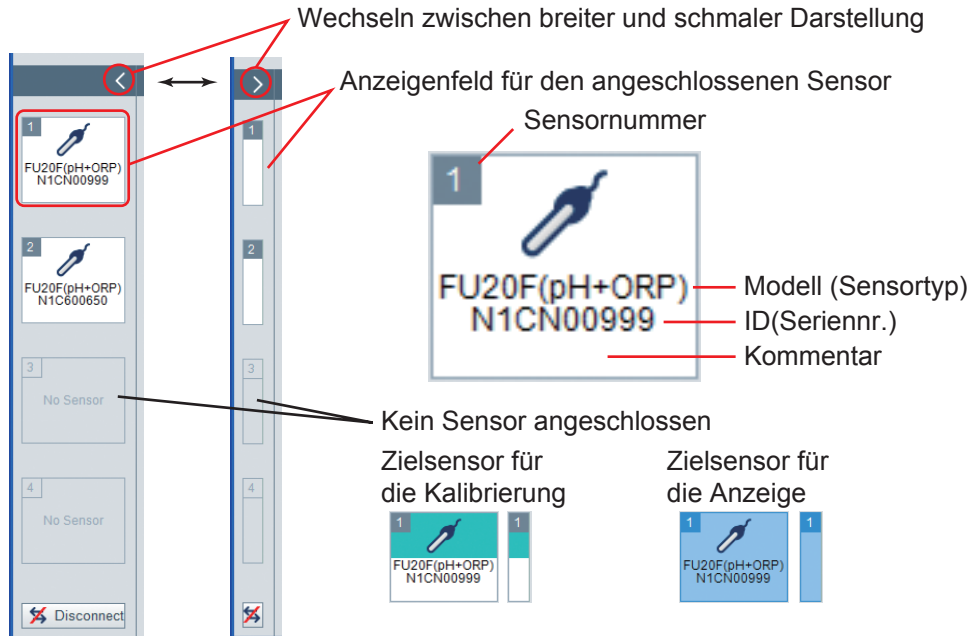 Wechseln zwischen breiter und schmaler Darstellung
Anzeigenfeld für den angeschlossenen Sensor
Sensornummer
1
FU20F(pH+ORP)
N1CN00999
2
FU20F(pH+ORP)
N1C600650
3
No Sensor
4
No Sensor
Disconnect
1
2
3
4
1
FU20F(pH+ORP)
N1CN00999
Modell (Sensortyp)
ID(Seriennr.)
Kommentar
Kein Sensor angeschlossen
Zielsensor für
die Kalibrierung
1
FU20F(pH+ORP)
N1CN00999
1
Zielsensor für
die Anzeige
1
FU20F(pH+ORP)
N1CN00999
1